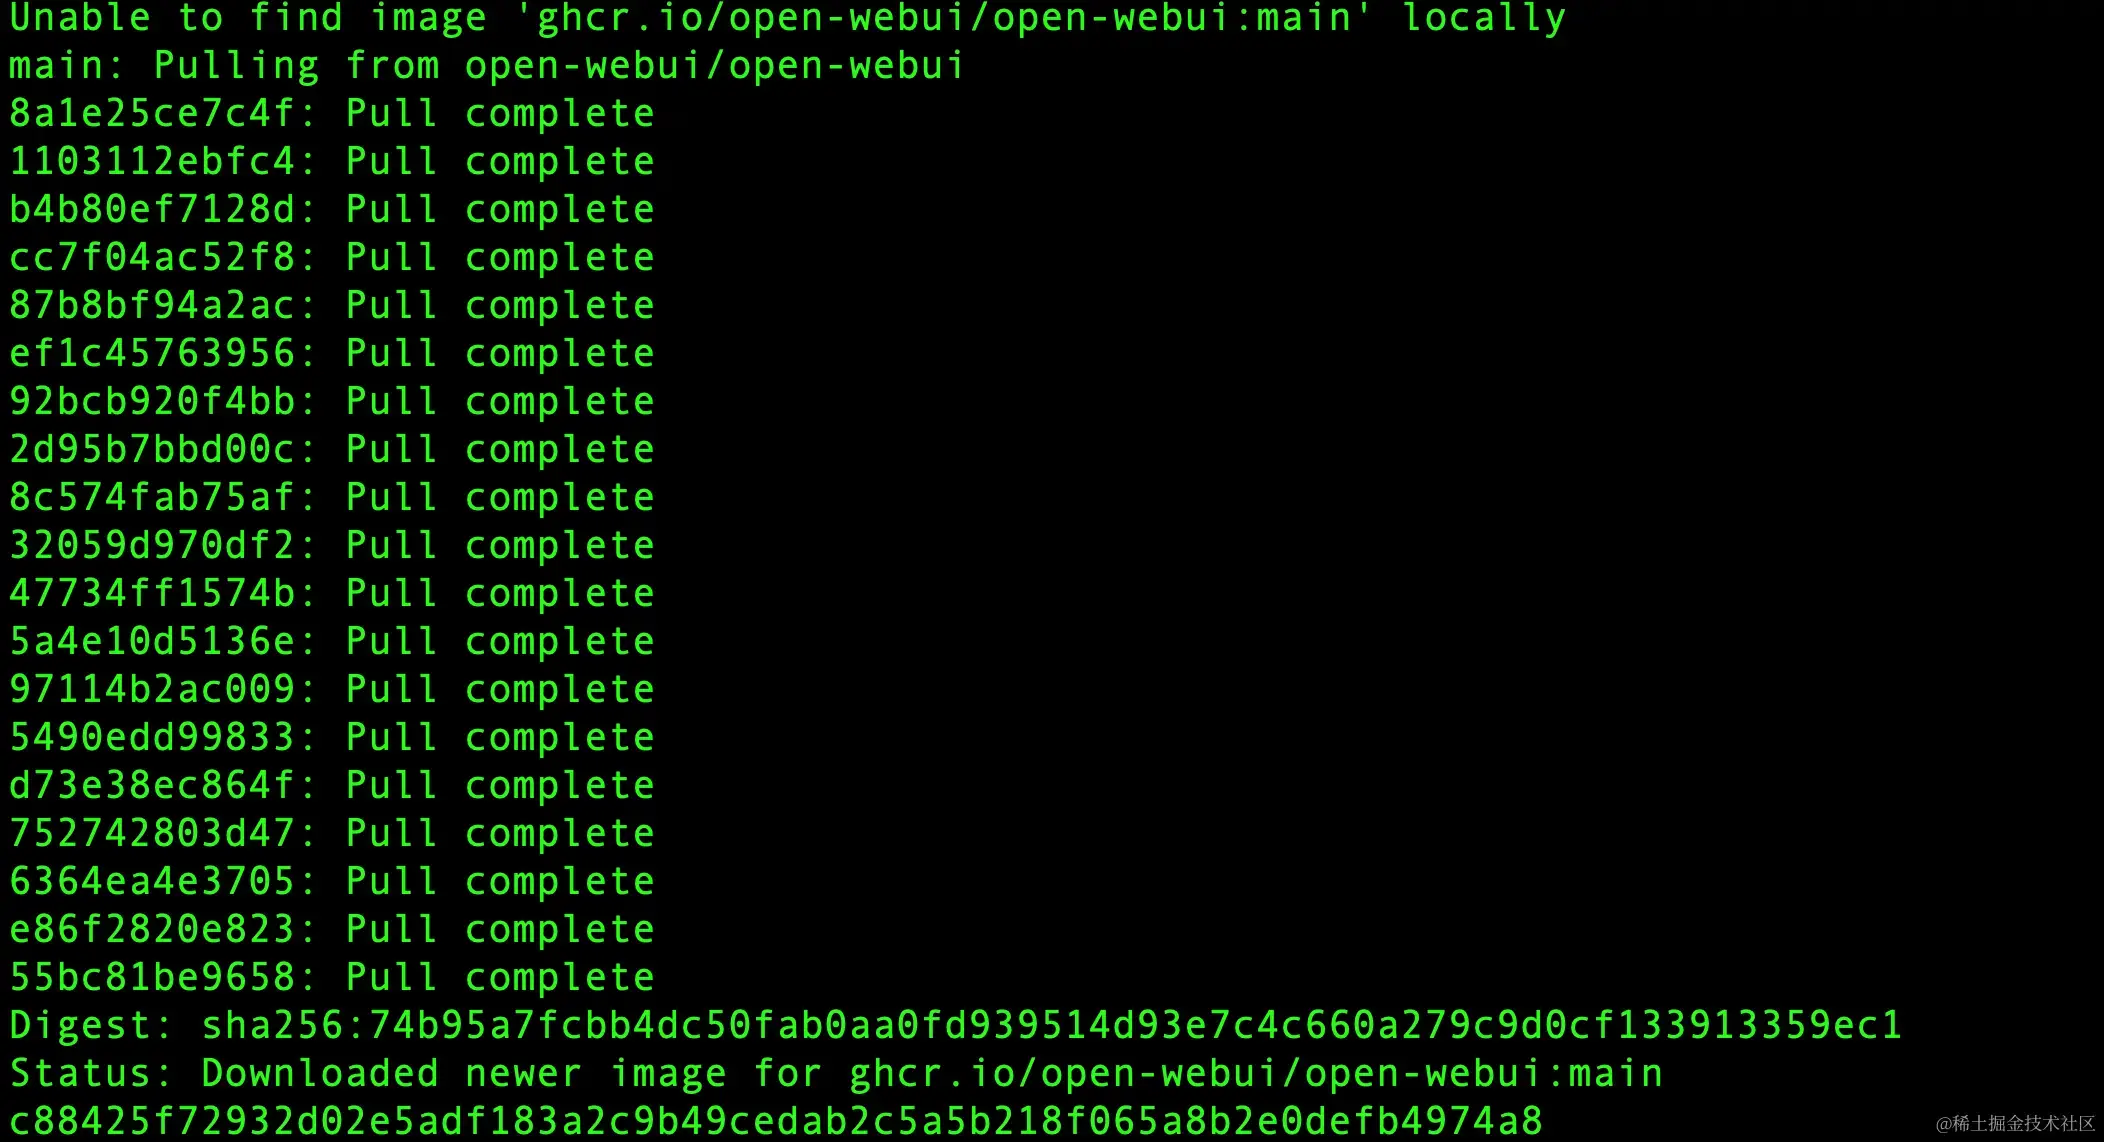 Unable to find image 'ghcr.io/open-webui/open-webui:main' locally
main: Pulling from open-webui/open-webui
8a1e25ce7c4f: Pull complete
1103112ebfc4: Pull complete
b4b80ef7128d: Pull complete
cc7f04ac52f8: Pull complete
87b8bf94a2ac: Pull complete
ef1c45763956: Pull complete
92bcb920f4bb: Pull complete
2d95b7bbd00c: Pull complete
8c574fab75af: Pull complete
32059d970df2: Pull complete
47734ff1574b: Pull complete
5a4e10d5136e: Pull complete
97114b2ac009: Pull complete
5490edd99833: Pull complete
d73e38ec864f: Pull complete
752742803d47: Pull complete
6364ea4e3705: Pull complete
e86f2820e823: Pull complete
55bc81be9658: Pull complete
Digest: sha256:74b95a7fcbb4dc50fab0aa0fd939514d93e7c4c660a279c9d0cf133913359ec1
Status: Downloaded newer image for ghcr.io/open-webui/open-webui:main
c88425f72932d02e5adf183a2c9b49cedab2c5a5b218f065a8b2e0defb4974a8
@稀土掘金技术社区